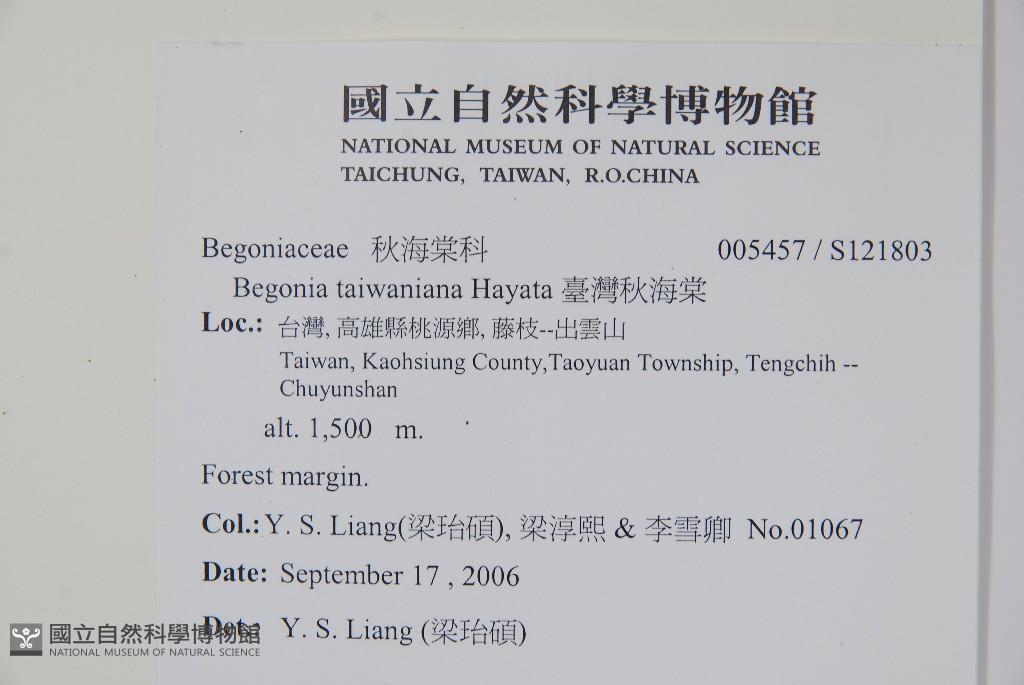 國立自然科學博物館
NATIONAL MUSEUM OF NATURAL SCIENCE
TAICHUNG, TAIWAN, R.O.CHINA
Begoniaceae 秋海棠科 005457 / S121803
Begonia taiwaniana Hayata 臺灣秋海棠
Loc.: 台灣, 高雄縣桃源鄉, 藤枝--出雲山
Taiwan, Kaohsiung County,Taoyuan Township, Tengchih --
Chuyunshan
alt. 1,500 m.
Forest margin.
Col.: Y. S. Liang(梁珆碩), 梁淳熙 & 李雪卿 No.01067
Date: September 17 , 2006
Det.: Y. S. Liang (梁珆碩)
國立自然科學博物館
NATIONAL MUSEUM OF NATURAL SCIENCE